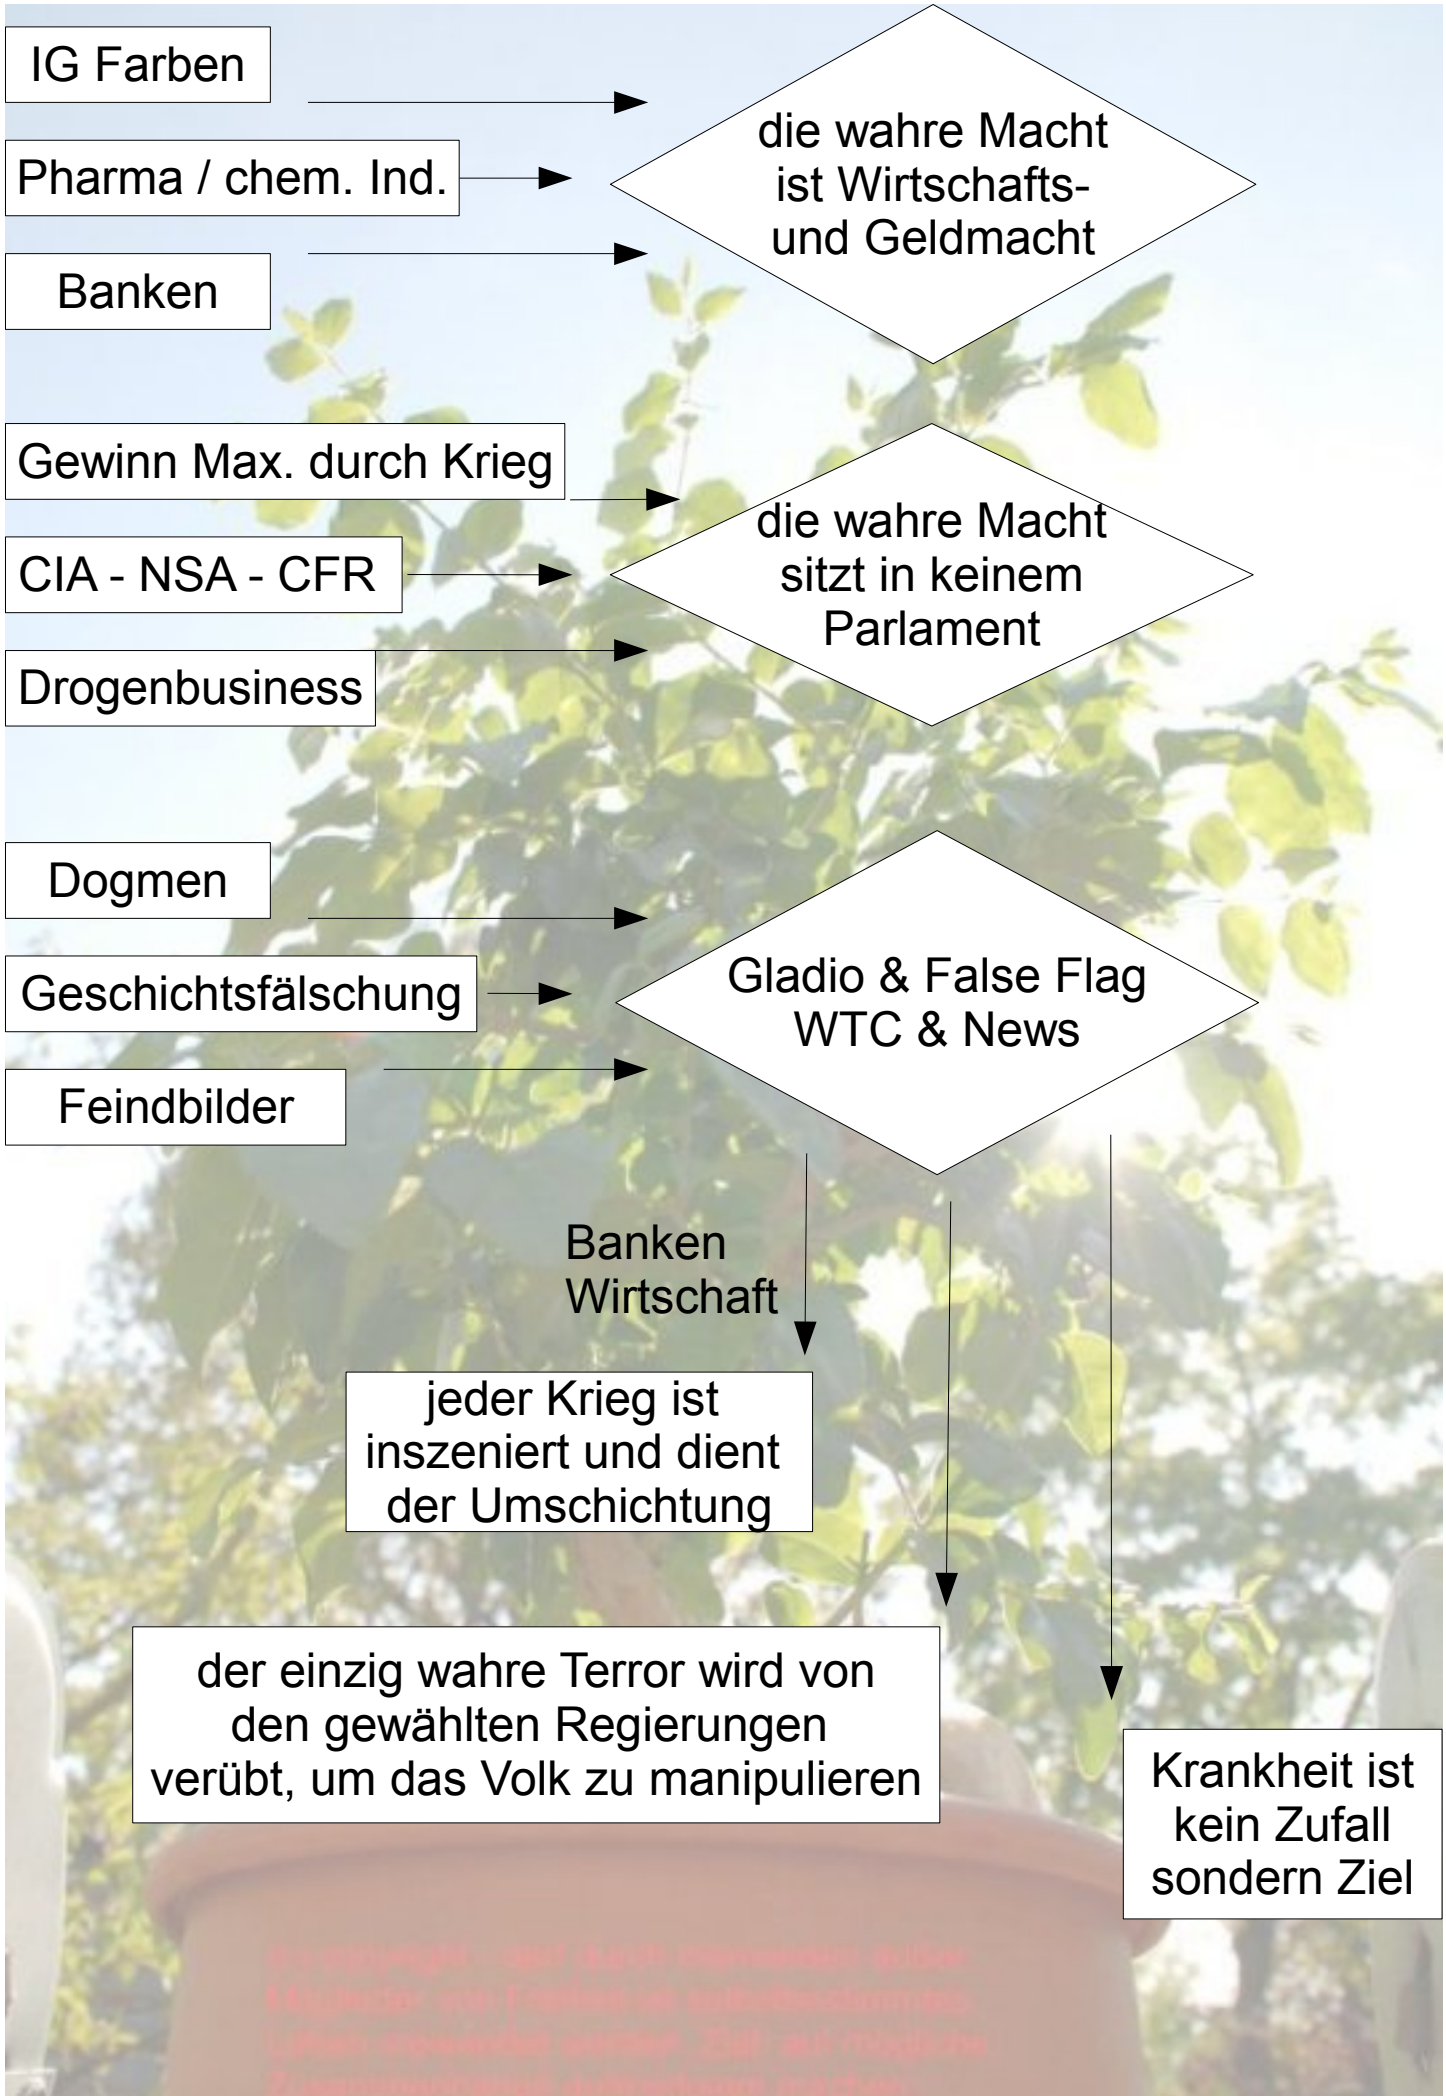 IG Farben
Pharma / chem. Ind.
Banken
die wahre Macht
ist Wirtschafts-
und Geldmacht
Gewinn Max. durch Krieg
CIA - NSA - CFR
Drogenbusiness
die wahre Macht
sitzt in keinem
Parlament
Dogmen
Geschichtsfälschung
Feindbilder
Gladio & False Flag
WTC & News
Banken
Wirtschaft
jeder Krieg ist
inszeniert und dient
der Umschichtung
der einzig wahre Terror wird von
den gewählten Regierungen
verübt, um das Volk zu manipulieren
Krankheit ist
kein Zufall
sondern Ziel